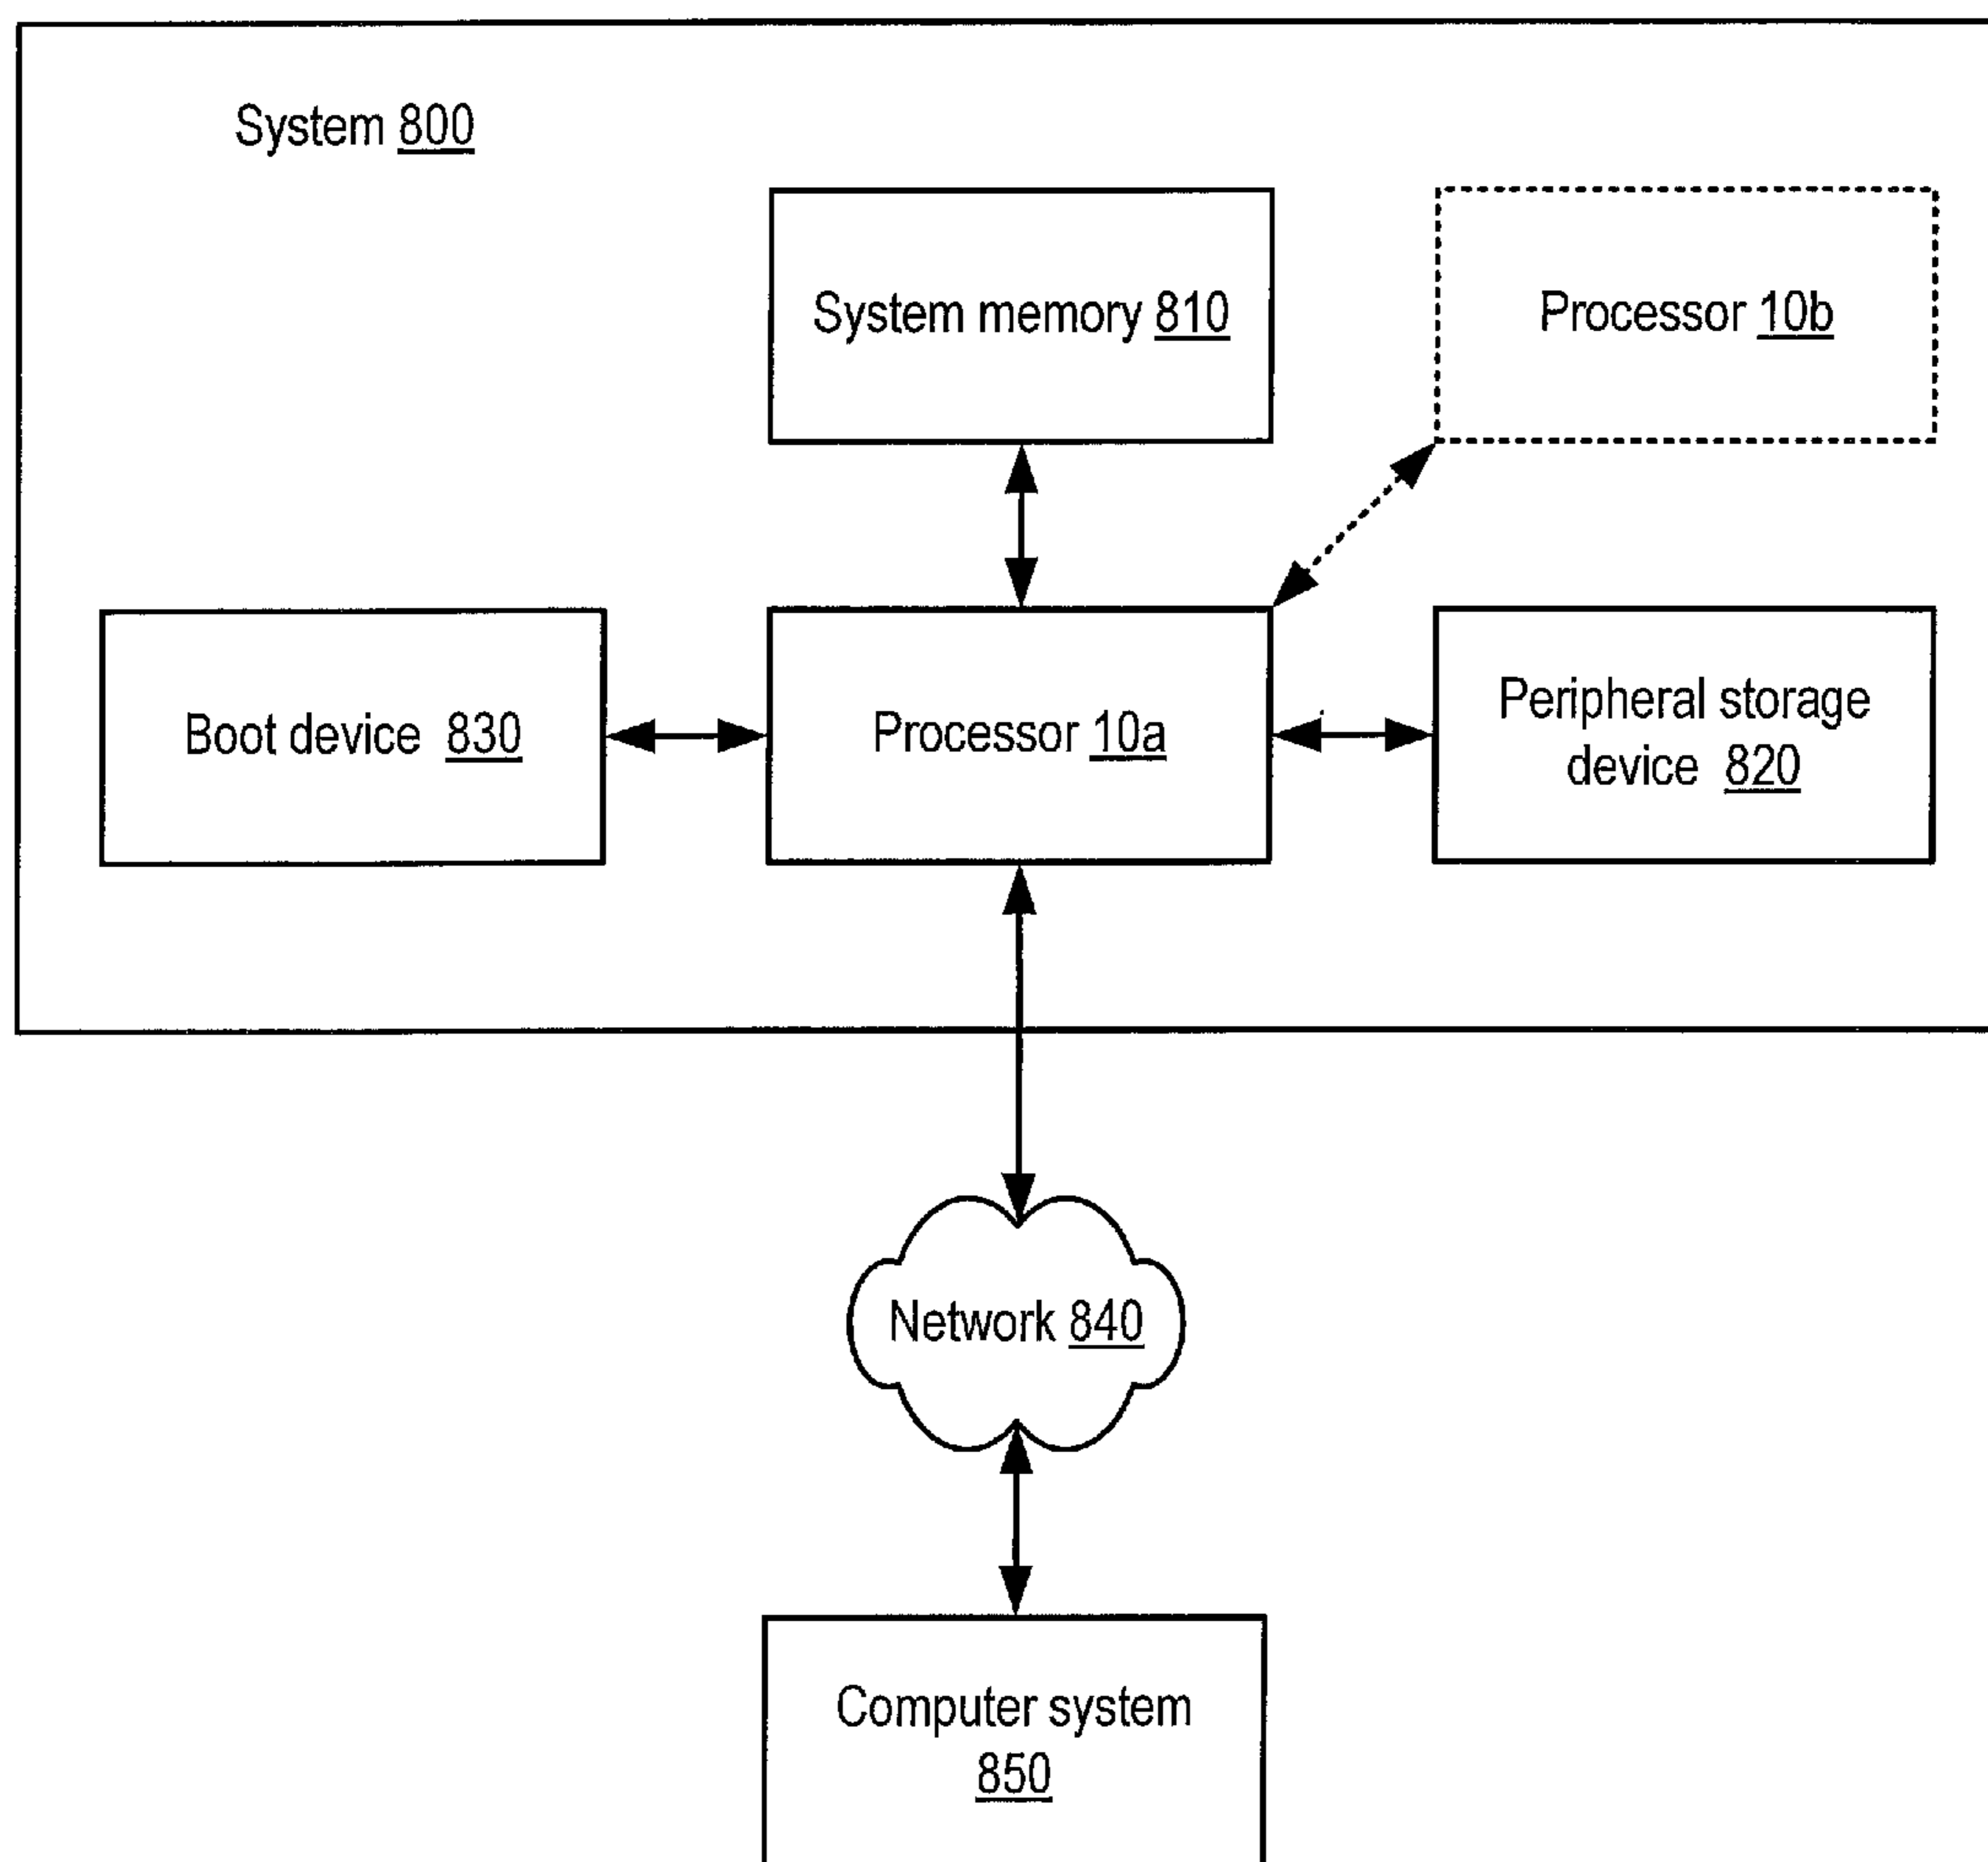 System 800
System memory 810
Processor 10b
Boot device 830
Processor 10a
Peripheral storage
device 820
Network 840
Computer system
850